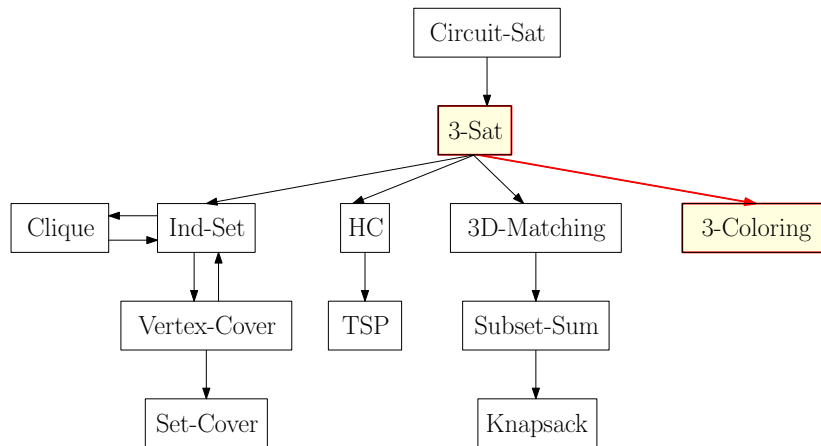 Circuit-Sat
3-Sat
Clique Ind-Set HC 3D-Matching 3-Coloring
Vertex-Cover TSP Subset-Sum
Set-Cover Knapsack